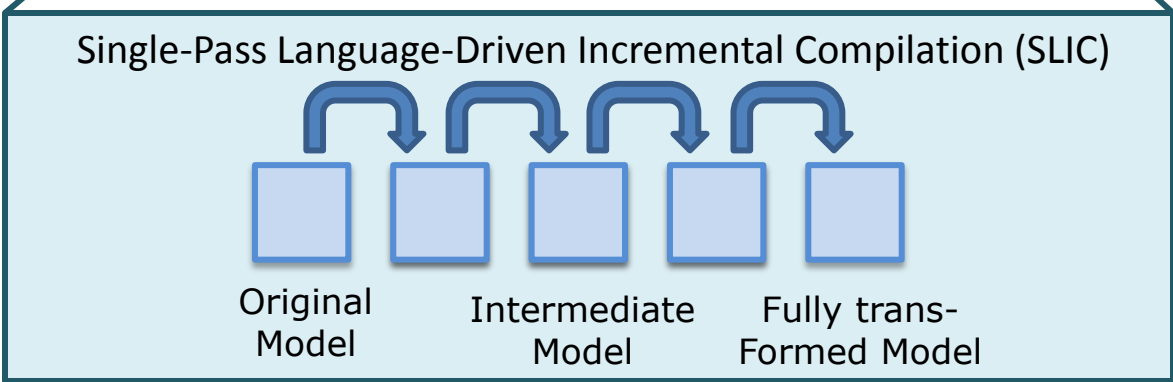 Single-Pass Language-Driven Incremental Compilation (SLIC)
Original
Model
Intermediate
Model
Fully trans-
Formed Model